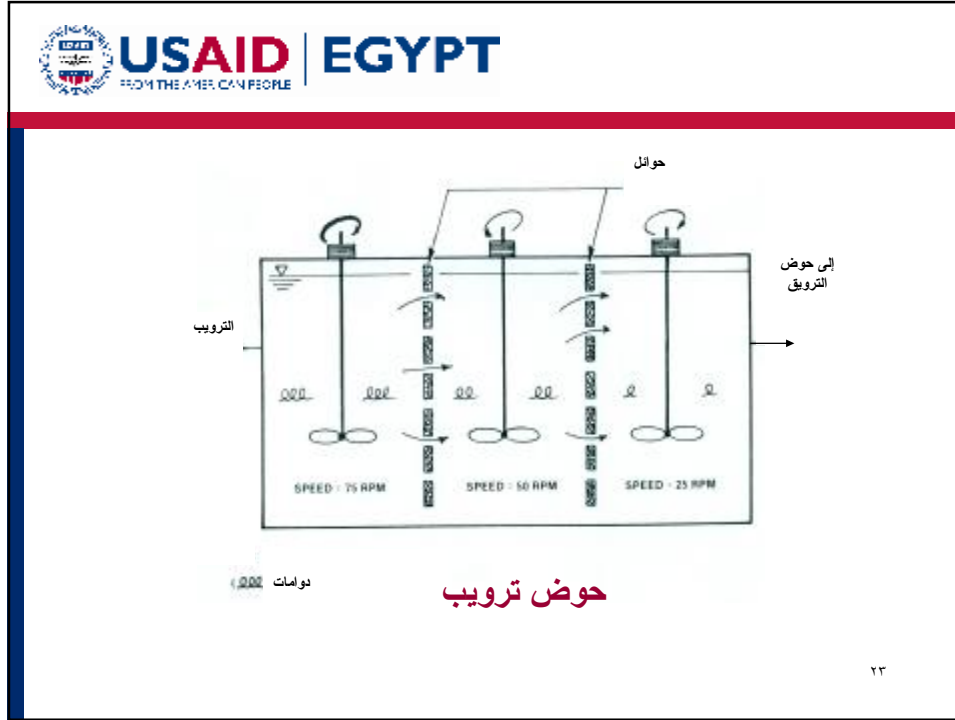 USAID | EGYPT
FROM THE AMERICAN PEOPLE
حوائل
إلى حوض
الترويق
الترويب
SPEED : 75 RPM
SPEED : 50 RPM
SPEED : 25 RPM
دوامات
حوض ترويب
٢٣